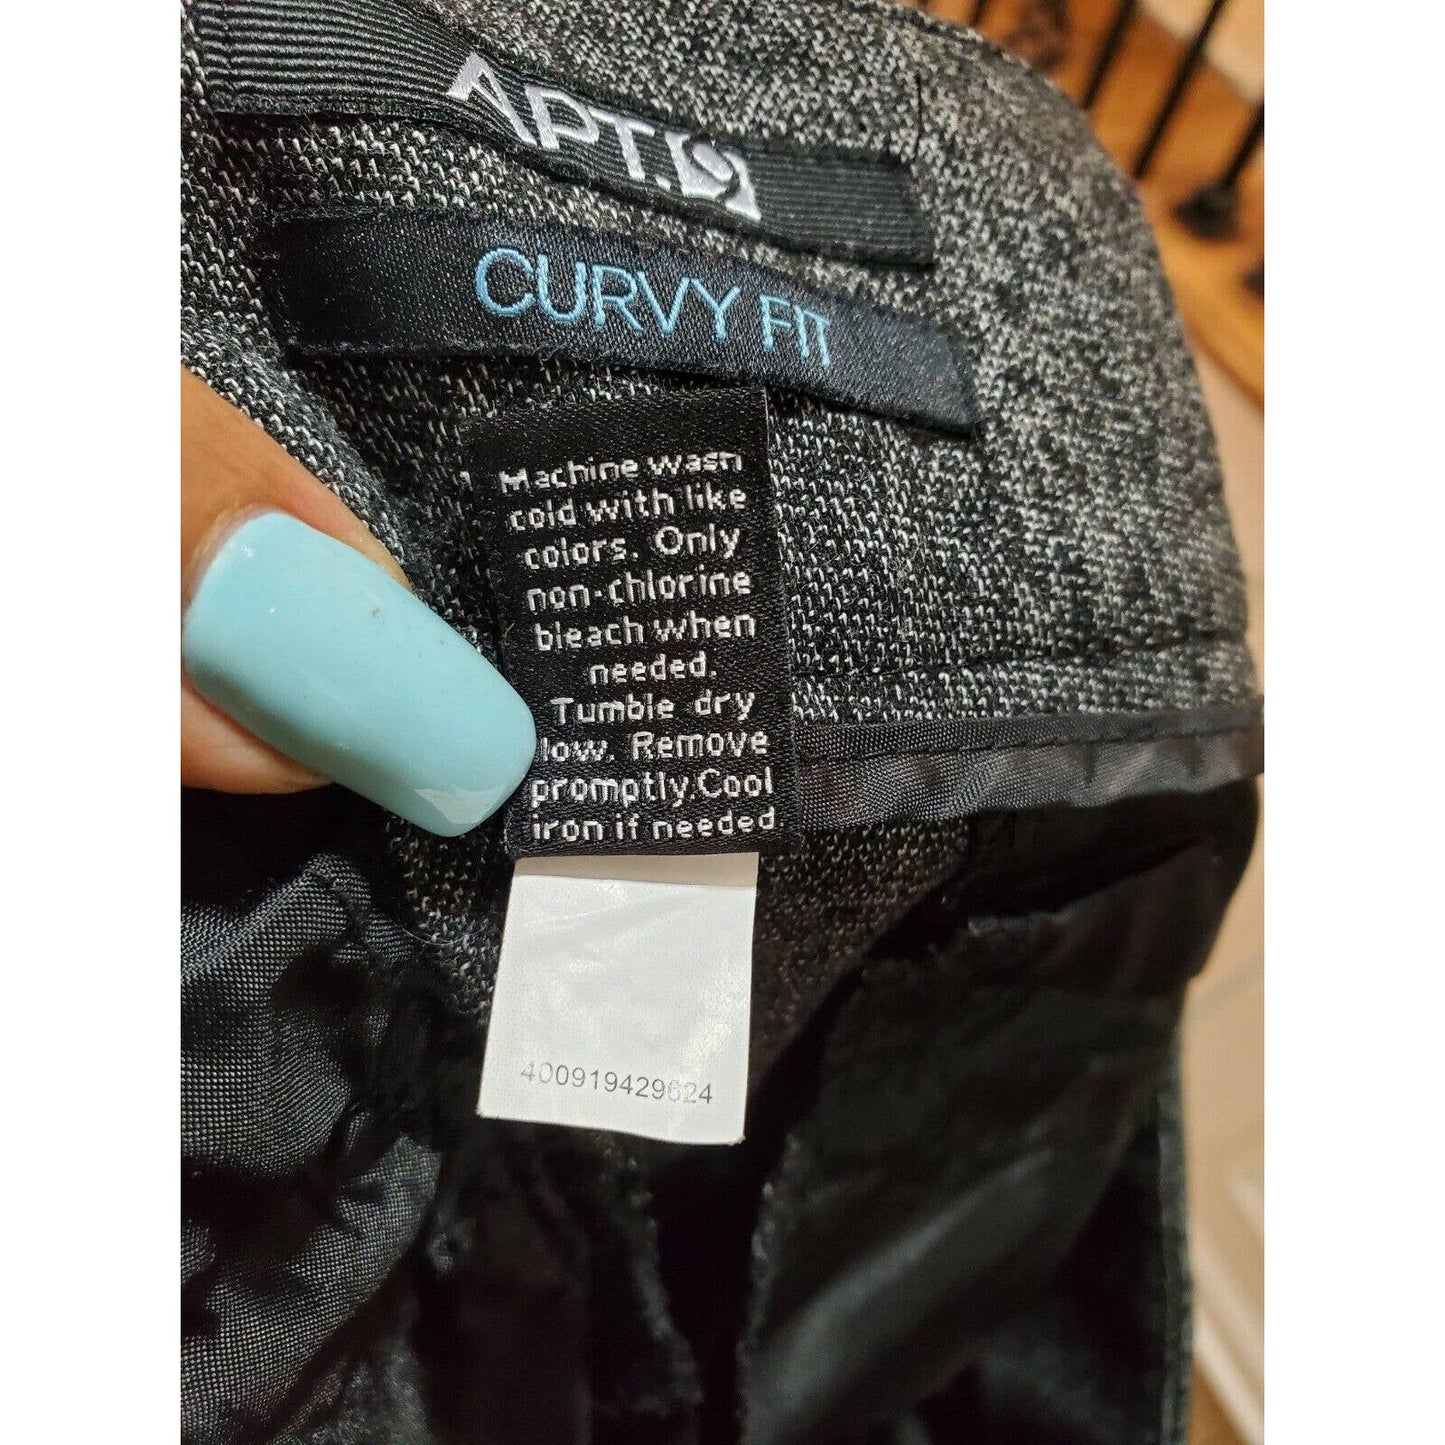 APT.9
CURVY FIT
Machine wash
cold with like
colors. Only
non-chlorine
bleach when
needed.
Tumble dry
low. Remove
promptly.Cool
iron if needed
400919429624